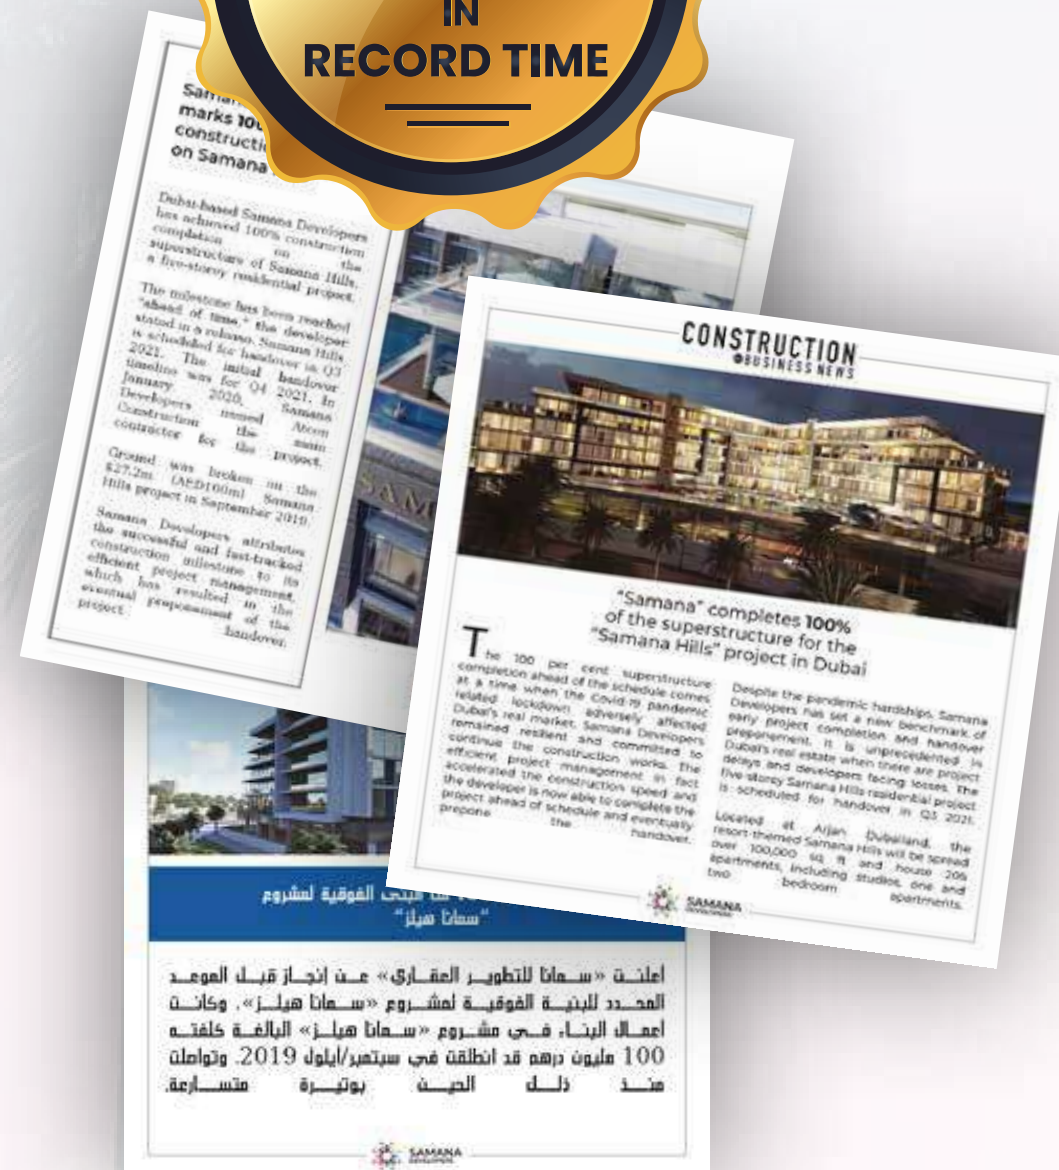 IN
RECORD TIME
marks
on Samana
Dubai-based Samana Developers
has achieved 100% construction
completion on the
superstructure of Samana Hills,
a five-storey residential project.
The milestone has been reached
"ahead of time," the developer
stated in a release. Samana Hills
is scheduled for handover in Q3
2021. The initial handover
timeline was for Q4 2021. In
January 2020, Samana
Developers named Atcon
Construction the main
contractor for the project.
Ground was broken on the
$27.2m (AED100m) Samana
Hills project in September 2019.
Samana Developers attributes
the successful and fast-tracked
construction milestone to its
efficient project management,
which has resulted in the
eventual preponement of the
project handover.
CONSTRUCTION
BUSINESS NEWS
"Samana" completes 100%
of the superstructure for the
"Samana Hills" project in Dubai
The 100 per cent superstructure
completion ahead of the schedule comes
at a time when the Covid-19 pandemic
related lockdown adversely affected
Dubai's real market. Samana Developers
remained resilient and committed to
continue the construction works. The
efficient project management in fact
accelerated the construction speed and
the developer is now able to complete the
project ahead of schedule and eventually
prepone the handover.
Despite the pandemic hardships, Samana
Developers has set a new benchmark of
early project completion and handover
preponement. It is unprecedented in
Dubai's real estate when there are project
delays and developers facing losses. The
five-storey Samana Hills residential project
is scheduled for handover in Q3 2021.
Located at Arjan Dubailand, the
resort-themed Samana Hills will be spread
over 100,000 sq ft and house 206
apartments, including studios, one and
two bedroom apartments.
SAMANA
DEVELOPERS
مبنى الفوقية لمشروع
"سمانا هيلز"
أعلنت «سمانا للتطوير العقاري» عن إنجاز قبل الموعد
المحدد للبنية الفوقية لمشروع «سمانا هيلز». وكانت
أعمال البناء في مشروع «سمانا هيلز» البالغة كلفته
100 مليون درهم قد انطلقت في سبتمبر/أيلول 2019. وتواصلت
منذ ذلك الحين بوتيرة متسارعة.
SAMANA
DEVELOPERS